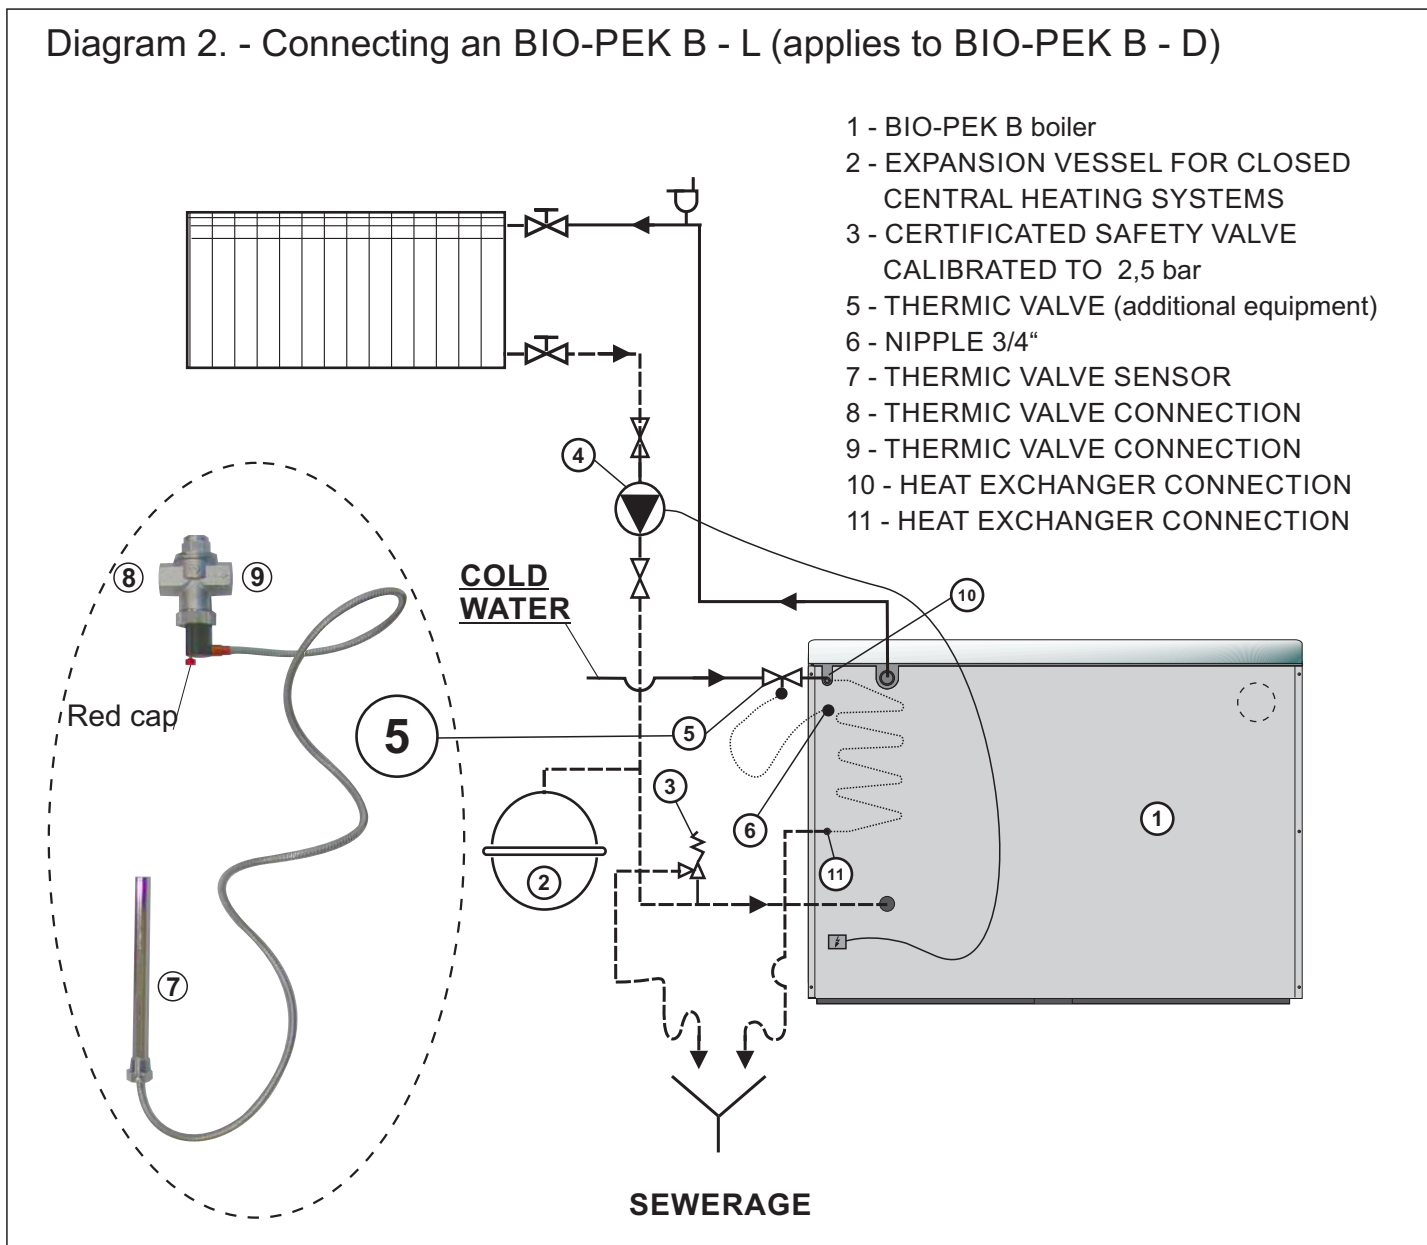 Diagram 2. - Connecting an BIO-PEK B - L (applies to BIO-PEK B - D)
1 - BIO-PEK B boiler
2 - EXPANSION VESSEL FOR CLOSED
CENTRAL HEATING SYSTEMS
3 - CERTIFICATED SAFETY VALVE
CALIBRATED TO 2,5 bar
5 - THERMIC VALVE (additional equipment)
6 - NIPPLE 3/4“
7 - THERMIC VALVE SENSOR
8 - THERMIC VALVE CONNECTION
9 - THERMIC VALVE CONNECTION
10 - HEAT EXCHANGER CONNECTION
11 - HEAT EXCHANGER CONNECTION
4
8
9
COLD
WATER
10
Red cap
5
5
3
6
1
2
11
7
SEWERAGE